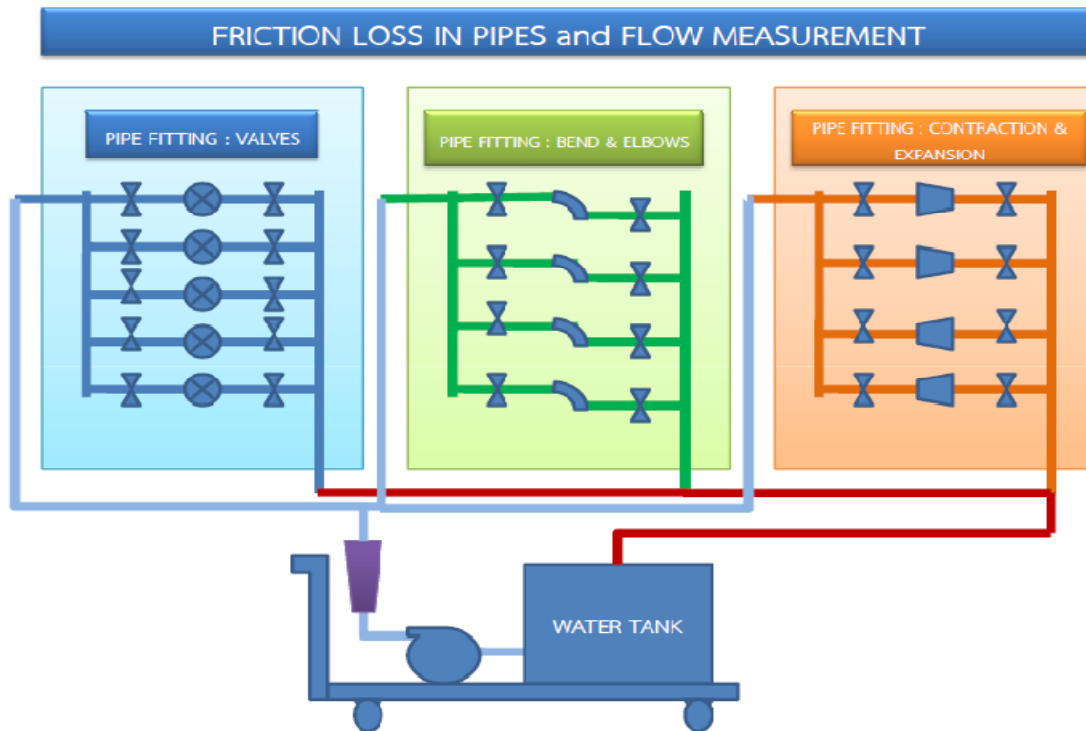 FRICTION LOSS IN PIPES and FLOW MEASUREMENT
PIPE FITTING : VALVES
PIPE FITTING : BEND & ELBOWS
PIPE FITTING : CONTRACTION &
EXPANSION
WATER TANK